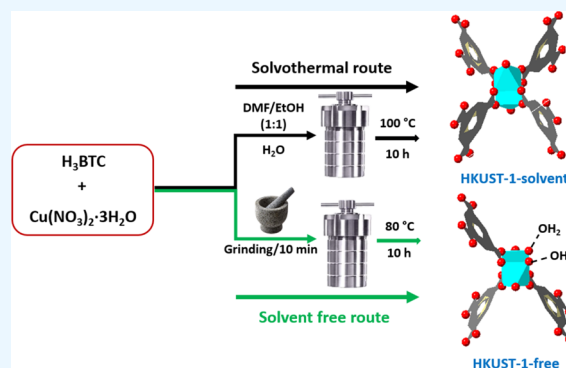 Solvothermal route
DMF/EtOH
(1:1)
H₂O
100 °C
10 h
HKUST-1-solvent
H₃BTC
+
Cu(NO₃)₂·3H₂O
Grinding/10 min
80 °C
10 h
OH₂
OH
Solvent free route
HKUST-1-free